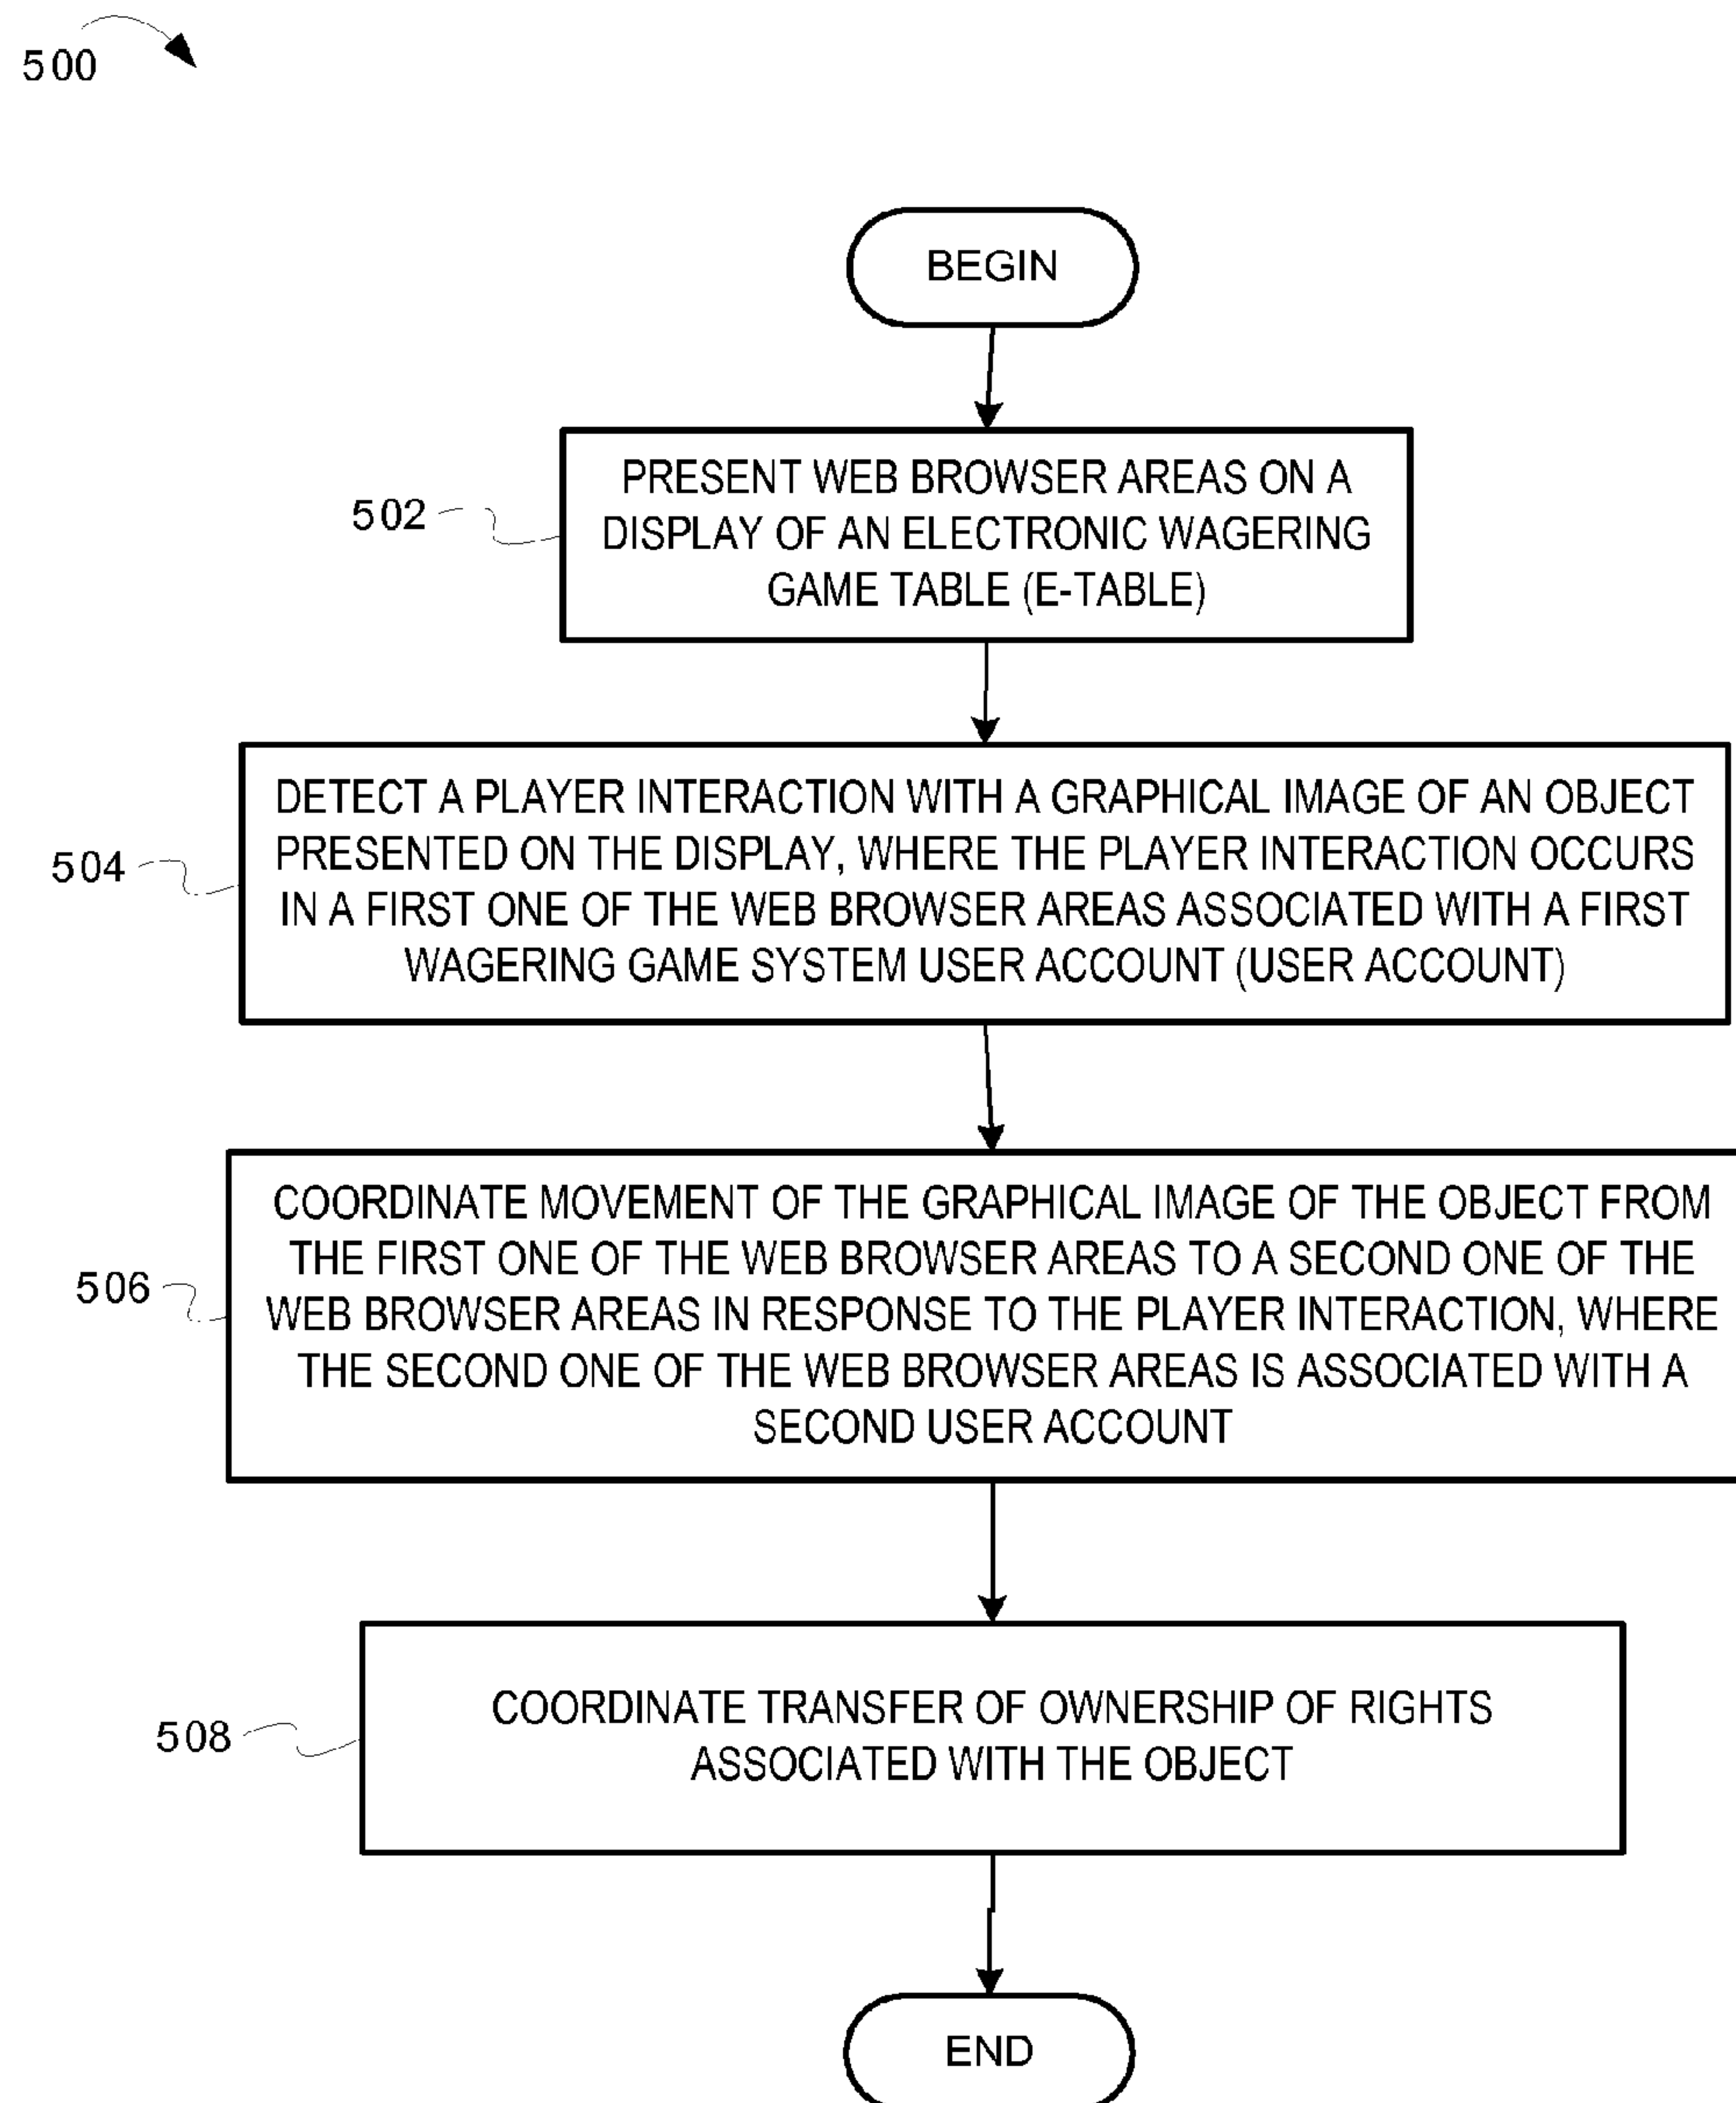 500
BEGIN
502
PRESENT WEB BROWSER AREAS ON A
DISPLAY OF AN ELECTRONIC WAGERING
GAME TABLE (E-TABLE)
504
DETECT A PLAYER INTERACTION WITH A GRAPHICAL IMAGE OF AN OBJECT
PRESENTED ON THE DISPLAY, WHERE THE PLAYER INTERACTION OCCURS
IN A FIRST ONE OF THE WEB BROWSER AREAS ASSOCIATED WITH A FIRST
WAGERING GAME SYSTEM USER ACCOUNT (USER ACCOUNT)
506
COORDINATE MOVEMENT OF THE GRAPHICAL IMAGE OF THE OBJECT FROM
THE FIRST ONE OF THE WEB BROWSER AREAS TO A SECOND ONE OF THE
WEB BROWSER AREAS IN RESPONSE TO THE PLAYER INTERACTION, WHERE
THE SECOND ONE OF THE WEB BROWSER AREAS IS ASSOCIATED WITH A
SECOND USER ACCOUNT
508
COORDINATE TRANSFER OF OWNERSHIP OF RIGHTS
ASSOCIATED WITH THE OBJECT
END